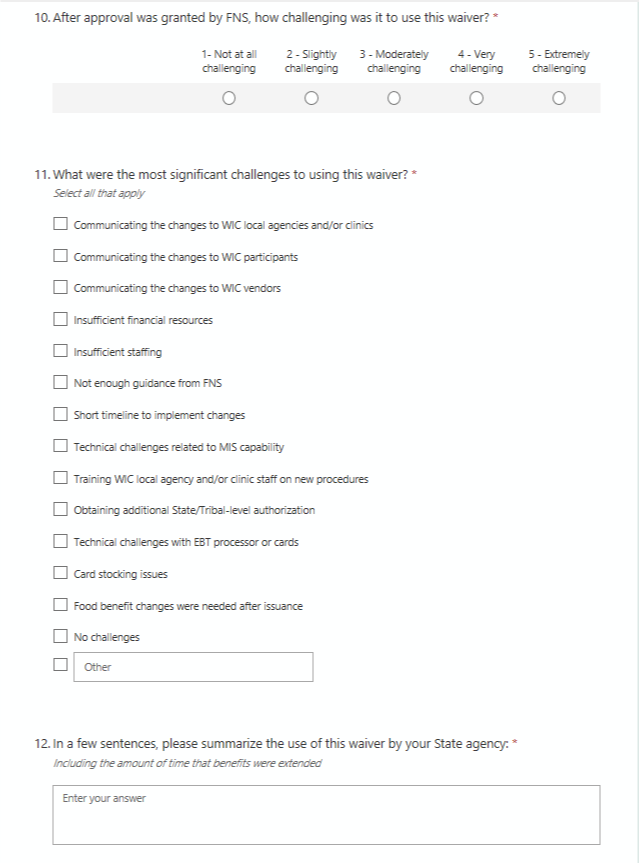 10. After approval was granted by FNS, how challenging was it to use this waiver? *
1- Not at all challenging
2 - Slightly challenging
3 - Moderately challenging
4 - Very challenging
5 - Extremely challenging
11. What were the most significant challenges to using this waiver? *
Select all that apply
Communicating the changes to WIC local agencies and/or clinics
Communicating the changes to WIC participants
Communicating the changes to WIC vendors
Insufficient financial resources
Insufficient staffing
Not enough guidance from FNS
Short timeline to implement changes
Technical challenges related to MIS capability
Training WIC local agency and/or clinic staff on new procedures
Obtaining additional State/Tribal-level authorization
Technical challenges with EBT processor or cards
Card stocking issues
Food benefit changes were needed after issuance
No challenges
Other
12. In a few sentences, please summarize the use of this waiver by your State agency: *
Including the amount of time that benefits were extended
Enter your answer